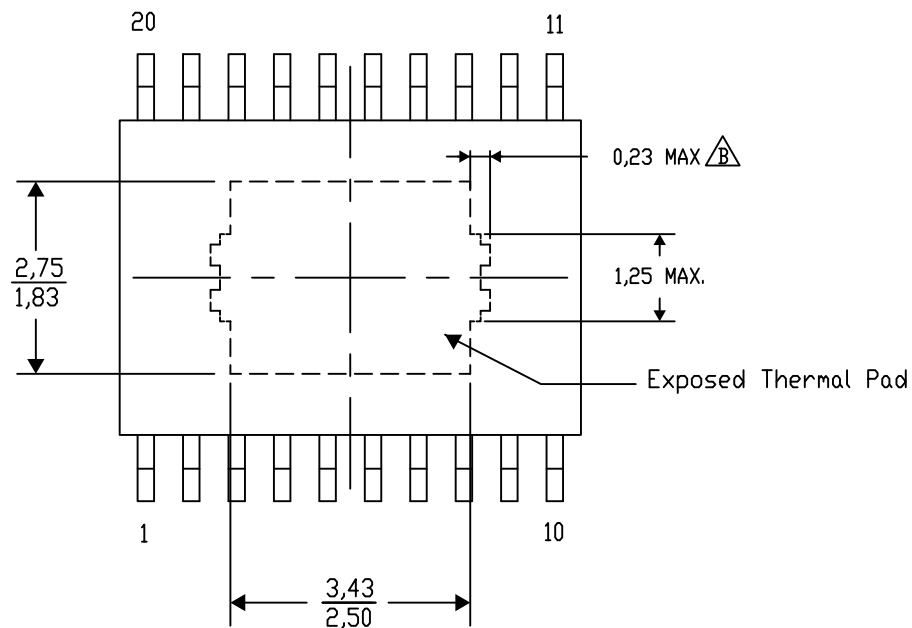 20
11
0,23 MAX B
2,75
1,83
1,25 MAX.
Exposed Thermal Pad
1
10
3,43
2,50